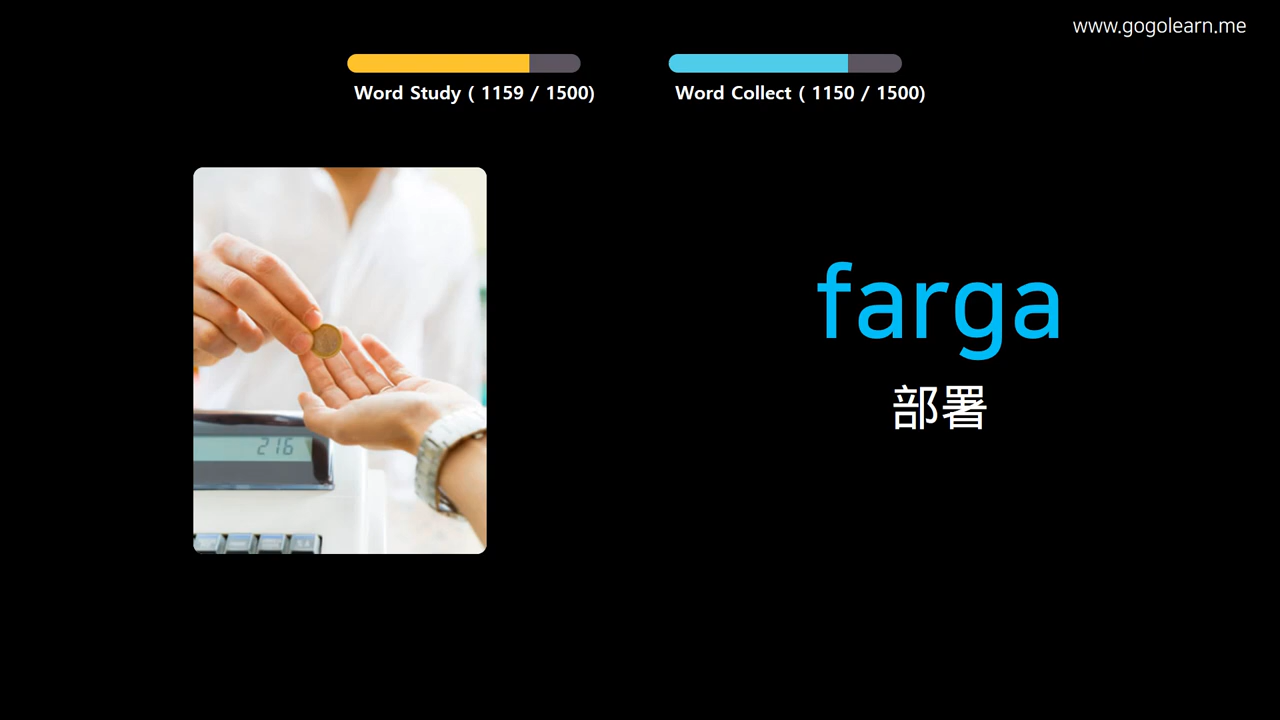 www.gogolearn.me
Word Study ( 1159 / 1500)
Word Collect ( 1150 / 1500)
farga
部署
216